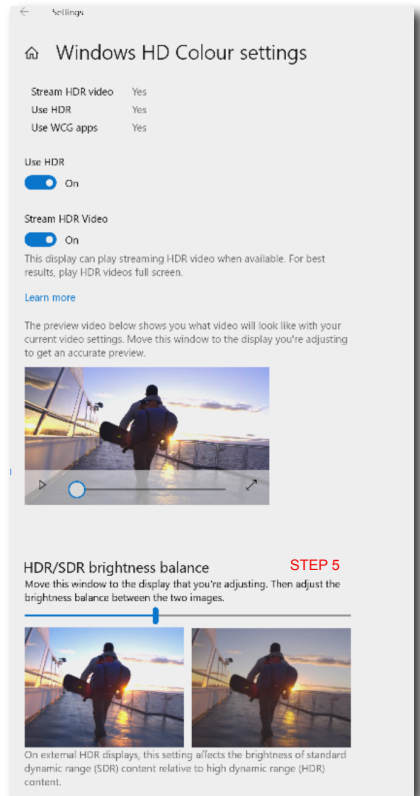 Settings
Windows HD Colour settings
Stream HDR video Yes
Use HDR Yes
Use WCG apps Yes
Use HDR
On
Stream HDR Video
On
This display can play streaming HDR video when available. For best
results, play HDR videos full screen.
Learn more
The preview video below shows you what video will look like with your
current video settings. Move this window to the display you're adjusting
to get an accurate preview.
HDR/SDR brightness balance STEP 5
Move this window to the display that you're adjusting. Then adjust the
brightness balance between the two images.
On external HDR displays, this setting affects the brightness of standard
dynamic range (SDR) content relative to high dynamic range (HDR)
content.